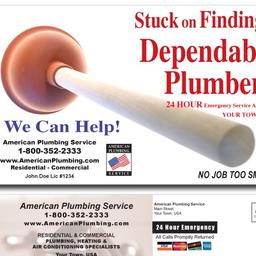 Stuck on Finding
Dependab
Plumber
24 HOUR Emergency Service A
YOUR TOW
We Can Help!
American Plumbing Service
1-800-352-2333
www.AmericanPlumbing.com
Residential - Commercial
John Doe Lic #1234
AMERICAN
PLUMBING
SERVICE
NO JOB TOO SM
American Plumbing Service
1-800-352-2333
www.AmericanPlumbing.com
RESIDENTIAL & COMMERCIAL
PLUMBING, HEATING &
AIR CONDITIONING SPECIALISTS
Your Town, USA
American Plumbing Service
Main Street
Your Town, USA
24 Hour Emergency
All Calls Promptly Returned
VISA